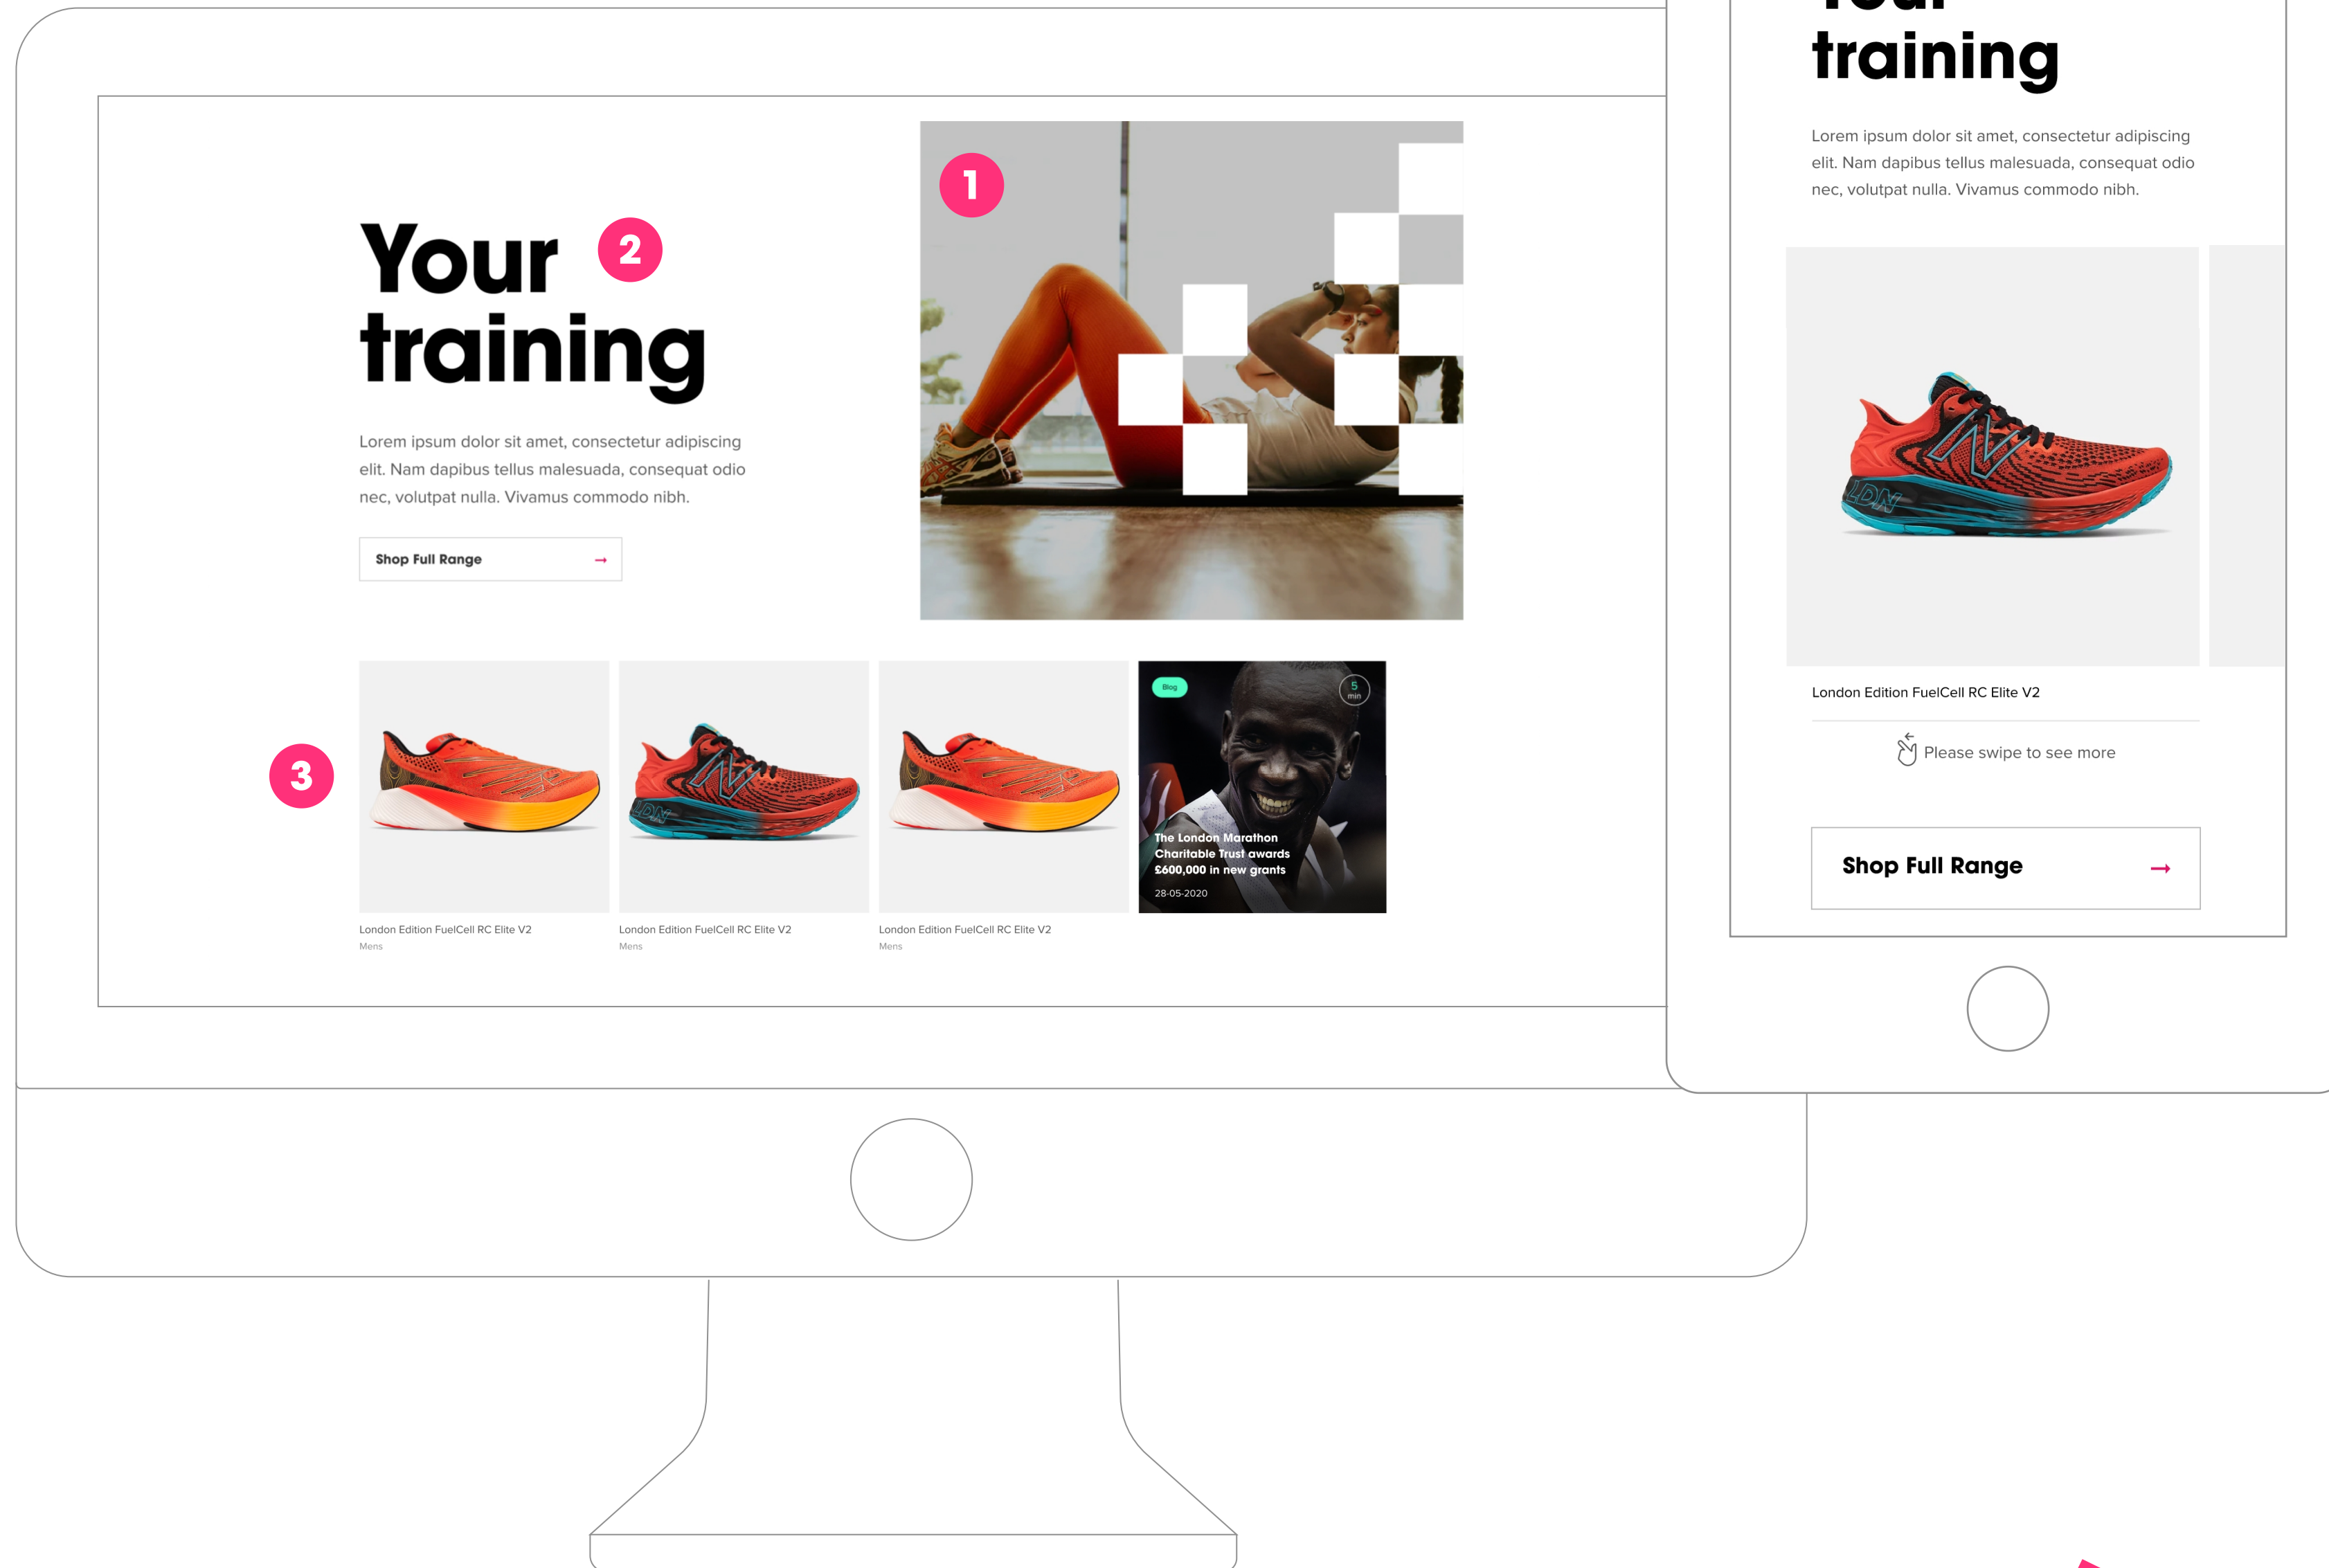 1
Your
2
training
Lorem ipsum dolor sit amet, consectetur adipiscing
elit. Nam dapibus tellus malesuada, consequat odio
nec, volutpat nulla. Vivamus commodo nibh.
Shop Full Range
3
LDN
Blog
5
min
The London Marathon
Charitable Trust awards
£600,000 in new grants
28-05-2020
London Edition FuelCell RC Elite V2
Mens
London Edition FuelCell RC Elite V2
Mens
London Edition FuelCell RC Elite V2
Mens
Your
training
Lorem ipsum dolor sit amet, consectetur adipiscing
elit. Nam dapibus tellus malesuada, consequat odio
nec, volutpat nulla. Vivamus commodo nibh.
LDN
London Edition FuelCell RC Elite V2
Please swipe to see more
Shop Full Range